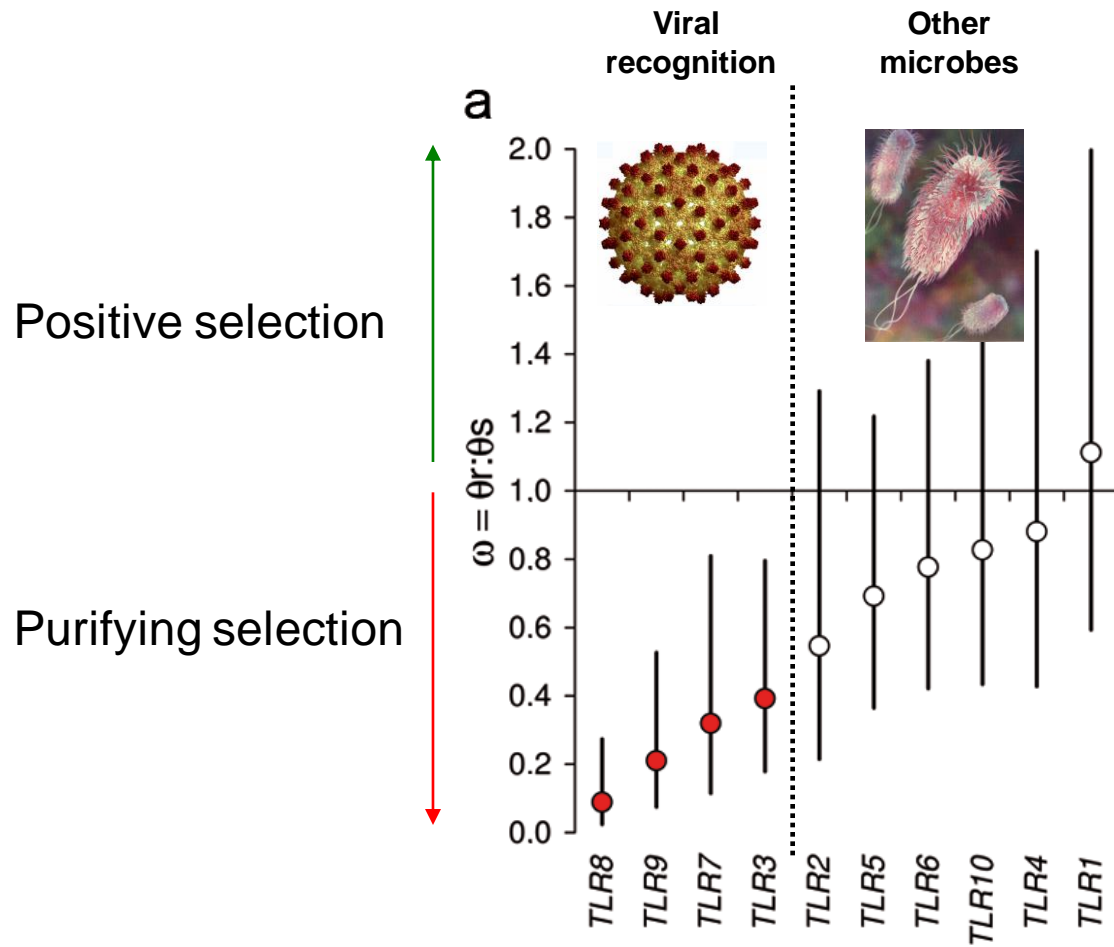 Viral
recognition
Other
microbes
a
Positive selection
Purifying selection
ω = θr:θs
2.0
1.8
1.6
1.4
1.2
1.0
0.8
0.6
0.4
0.2
0.0
TLR8
TLR9
TLR7
TLR3
TLR2
TLR5
TLR6
TLR10
TLR4
TLR1